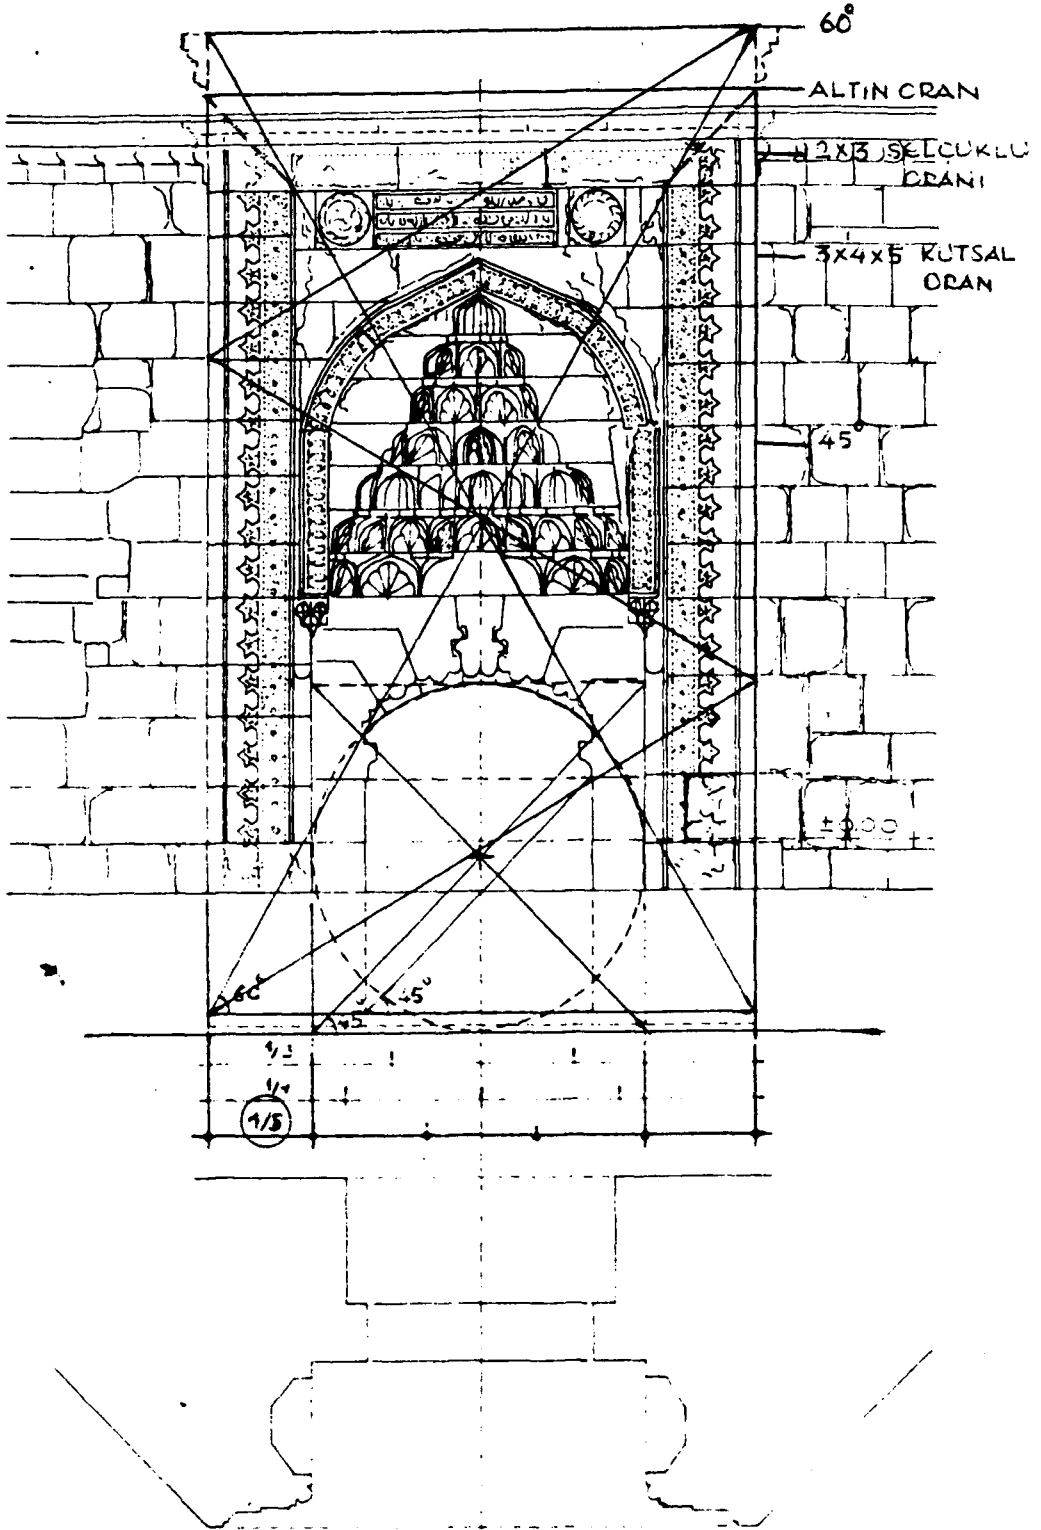 60°
ALTIN ORAN
2X3 SELÇUKLU
ORANI
3X4X5 KUTSAL
ORAN
45°
±0.00
60°
45°
45
1/3
1/4
1/5